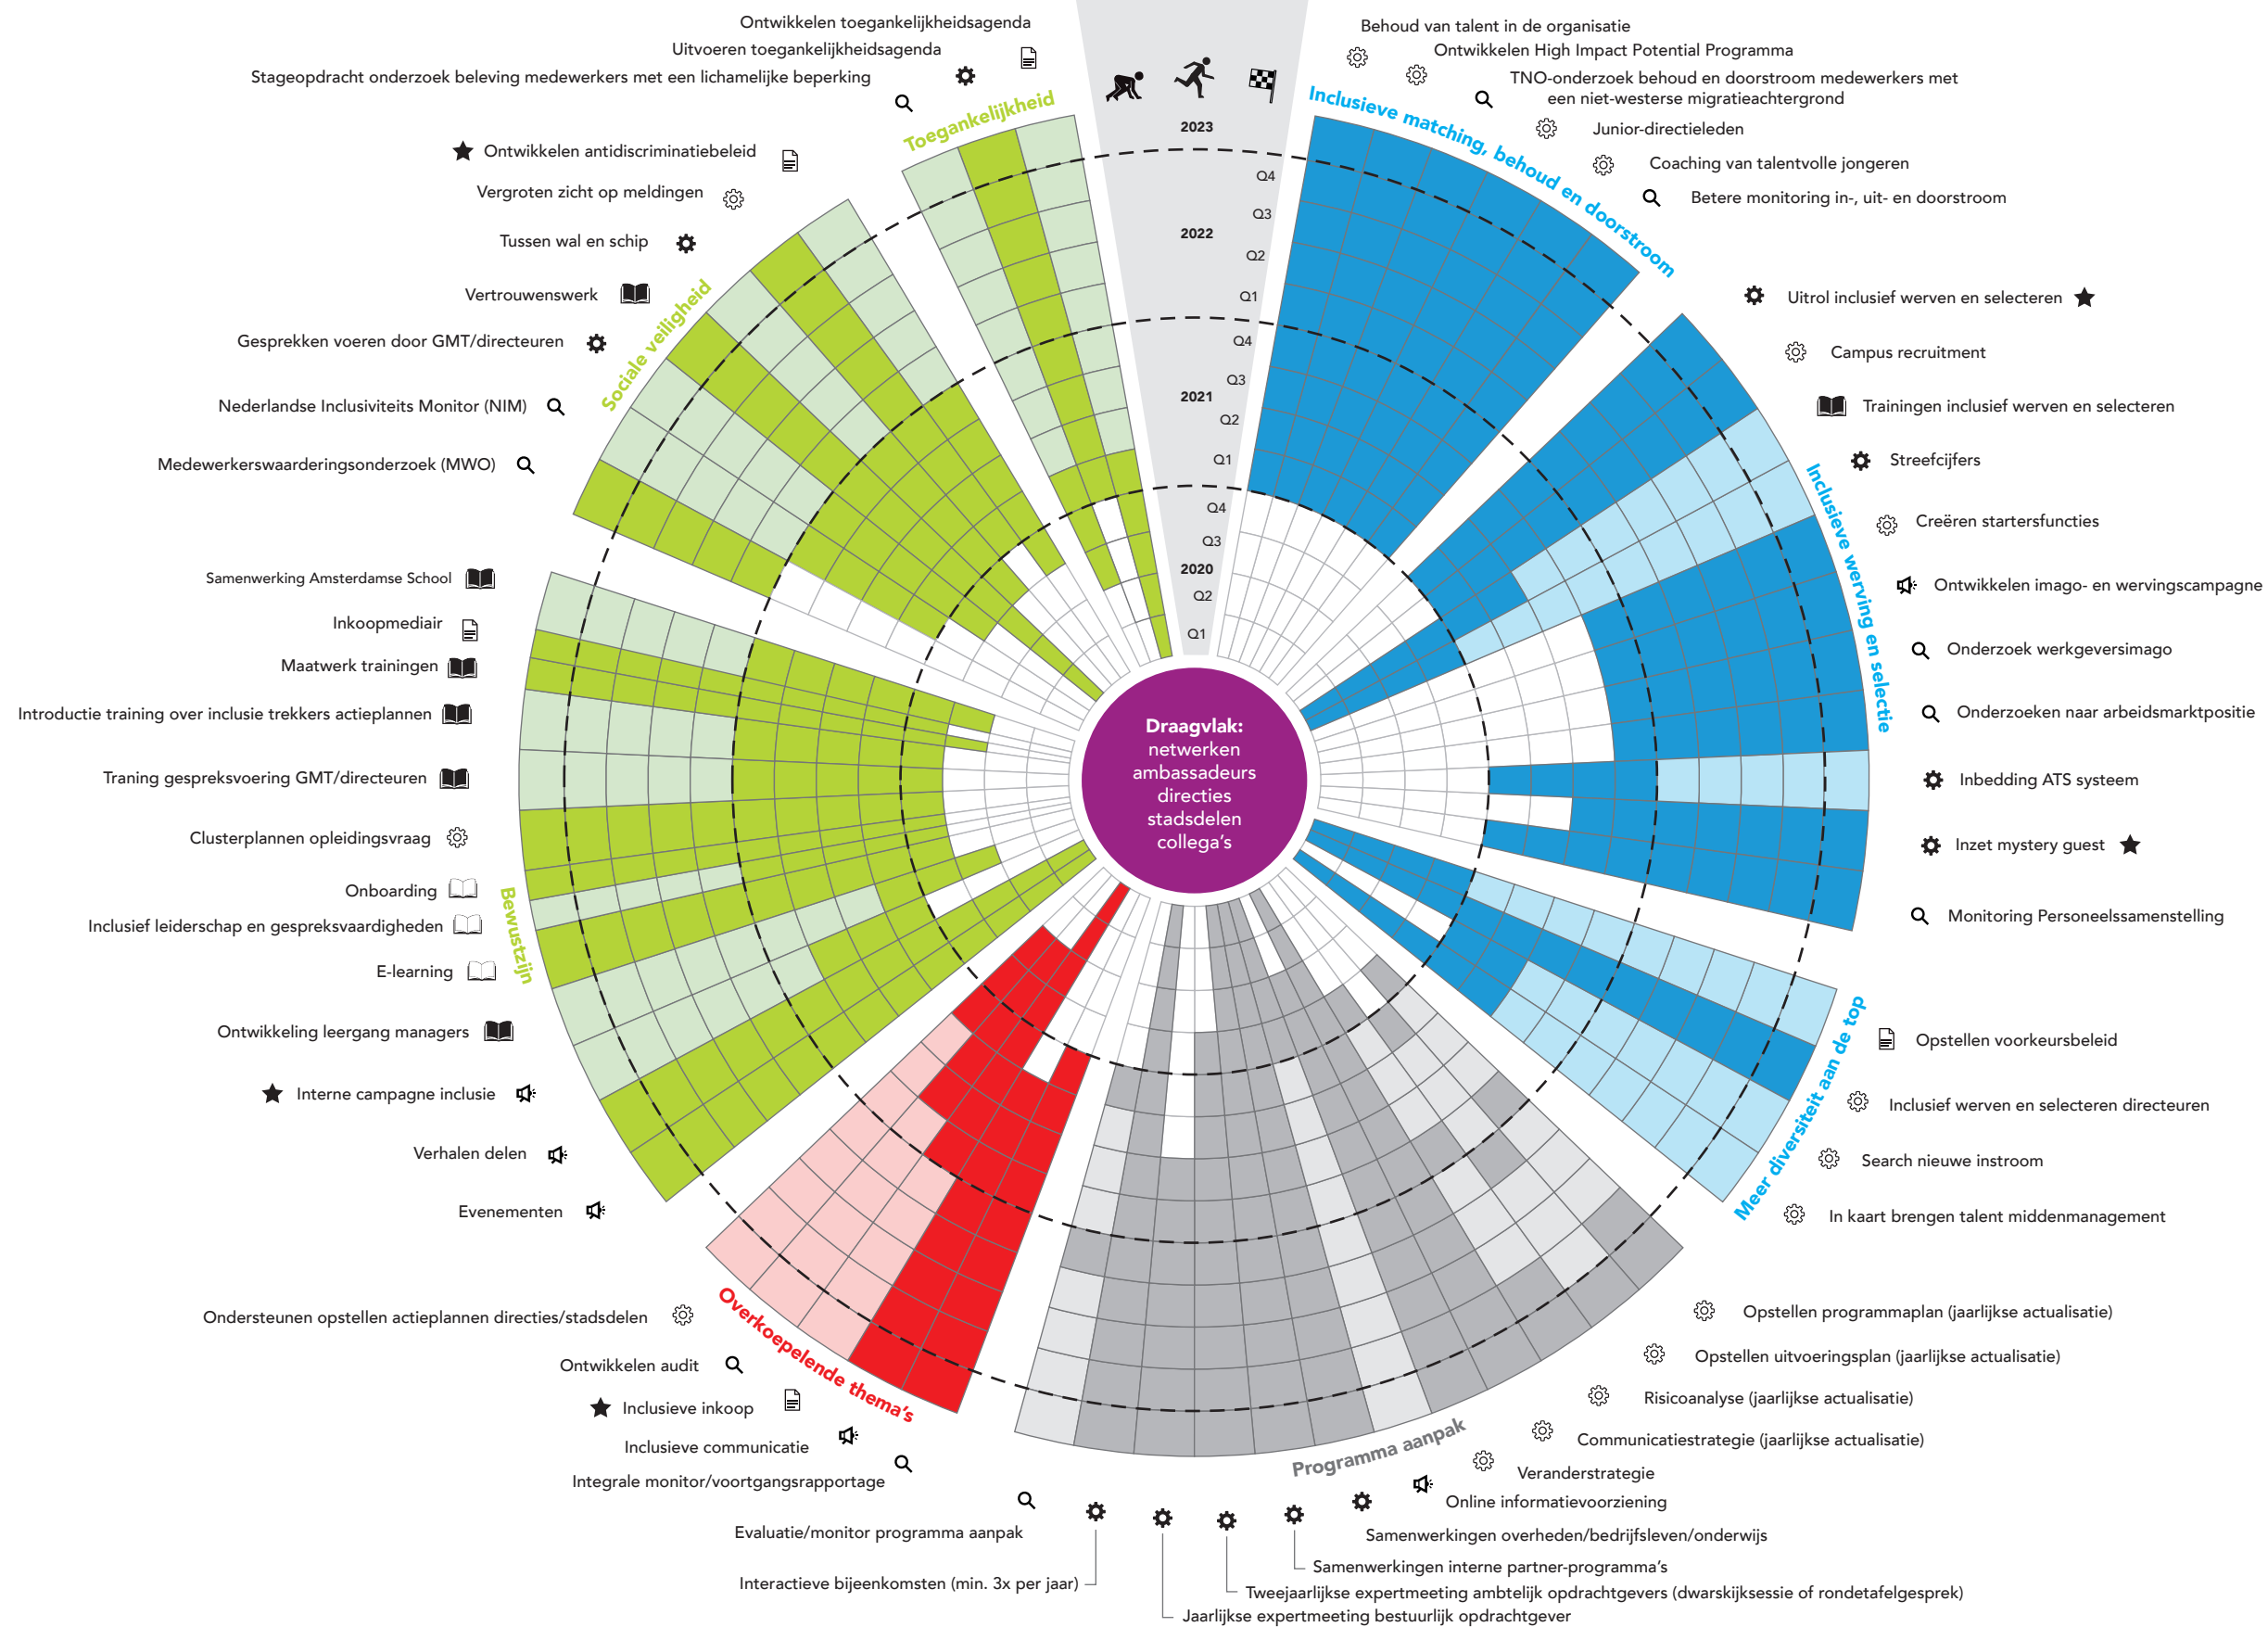 Ontwikkelen toegankelijkheidsagenda
Uitvoeren toegankelijkheidsagenda
Stageopdracht onderzoek beleving medewerkers met een lichamelijke beperking
Toegankelijkheid
Ontwikkelen antidiscriminatiebeleid
Vergroten zicht op meldingen
Tussen wal en schip
Vertrouwenswerk
Gesprekken voeren door GMT/directeuren
Nederlandse Inclusiviteits Monitor (NIM)
Medewerkerswaarderingsonderzoek (MWO)
Sociale veiligheid
Samenwerking Amsterdamse School
Inkoopmediair
Maatwerk trainingen
Introductie training over inclusie trekkers actieplannen
Traning gespreksvoering GMT/directeuren
Clusterplannen opleidingsvraag
Onboarding
Inclusief leiderschap en gespreksvaardigheden
E-learning
Ontwikkeling leergang managers
Interne campagne inclusie
Verhalen delen
Evenementen
Bewustzijn
Ondersteunen opstellen actieplannen directies/stadsdelen
Ontwikkelen audit
Inclusieve inkoop
Inclusieve communicatie
Integrale monitor/voortgangsrapportage
Overkoepelende thema's
2023
Q4
Q3
2022
Q2
Q1
Q4
Q3
2021
Q2
Q1
Q4
Q3
2020
Q2
Q1
Draagvlak:
netwerken
ambassadeurs
directies
stadsdelen
collega's
Behoud van talent in de organisatie
Ontwikkelen High Impact Potential Programma
TNO-onderzoek behoud en doorstroom medewerkers met
een niet-westerse migratieachtergrond
Junior-directieleden
Coaching van talentvolle jongeren
Betere monitoring in-, uit- en doorstroom
Inclusieve matching, behoud en doorstroom
Uitrol inclusief werven en selecteren
Campus recruitment
Trainingen inclusief werven en selecteren
Streefcijfers
Creëren startersfuncties
Ontwikkelen imago- en wervingscampagne
Onderzoek werkgeversimago
Onderzoeken naar arbeidsmarktpositie
Inbedding ATS systeem
Inzet mystery guest
Monitoring Personeelssamenstelling
Inclusieve werving en selectie
Opstellen voorkeursbeleid
Inclusief werven en selecteren directeuren
Search nieuwe instroom
In kaart brengen talent middenmanagement
Meer diversiteit aan de top
Opstellen programmaplan (jaarlijkse actualisatie)
Opstellen uitvoeringsplan (jaarlijkse actualisatie)
Risicoanalyse (jaarlijkse actualisatie)
Communicatiestrategie (jaarlijkse actualisatie)
Veranderstrategie
Online informatievoorziening
Samenwerkingen overheden/bedrijfsleven/onderwijs
Samenwerkingen interne partner-programma's
Tweejaarlijkse expertmeeting ambtelijk opdrachtgevers (dwarskijksessie of rondetafelgesprek)
Jaarlijkse expertmeeting bestuurlijk opdrachtgever
Interactieve bijeenkomsten (min. 3x per jaar)
Evaluatie/monitor programma aanpak
Programma aanpak